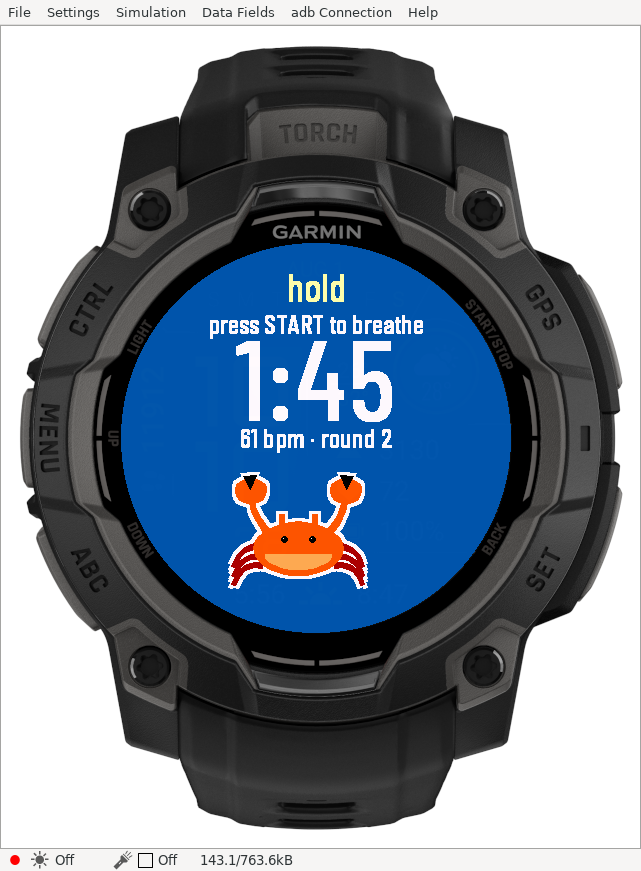 File Settings Simulation Data Fields adb Connection Help
TORCH
GARMIN
CTRL
GPS
LIGHT
START/STOP
hold
press START to breathe
1:45
61 bpm · round 2
MENU
UP
DOWN
BACK
ABC
SET
Off Off 143.1/763.6kB